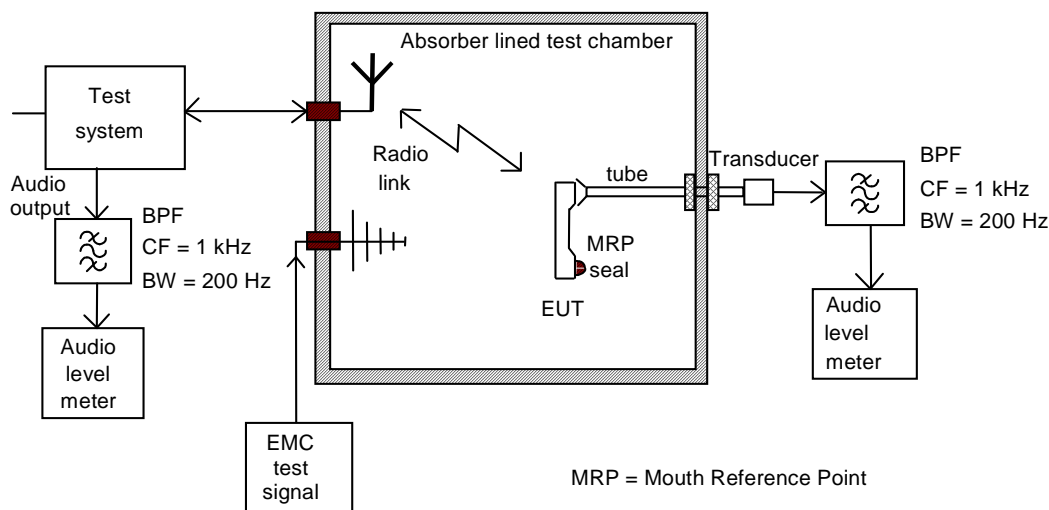 Absorber lined test chamber
Test
system
Radio
link
Audio
output
BPF
CF = 1 kHz
BW = 200 Hz
Audio
level
meter
EMC
test
signal
tube
MRP
seal
EUT
Transducer
BPF
CF = 1 kHz
BW = 200 Hz
Audio
level
meter
MRP = Mouth Reference Point